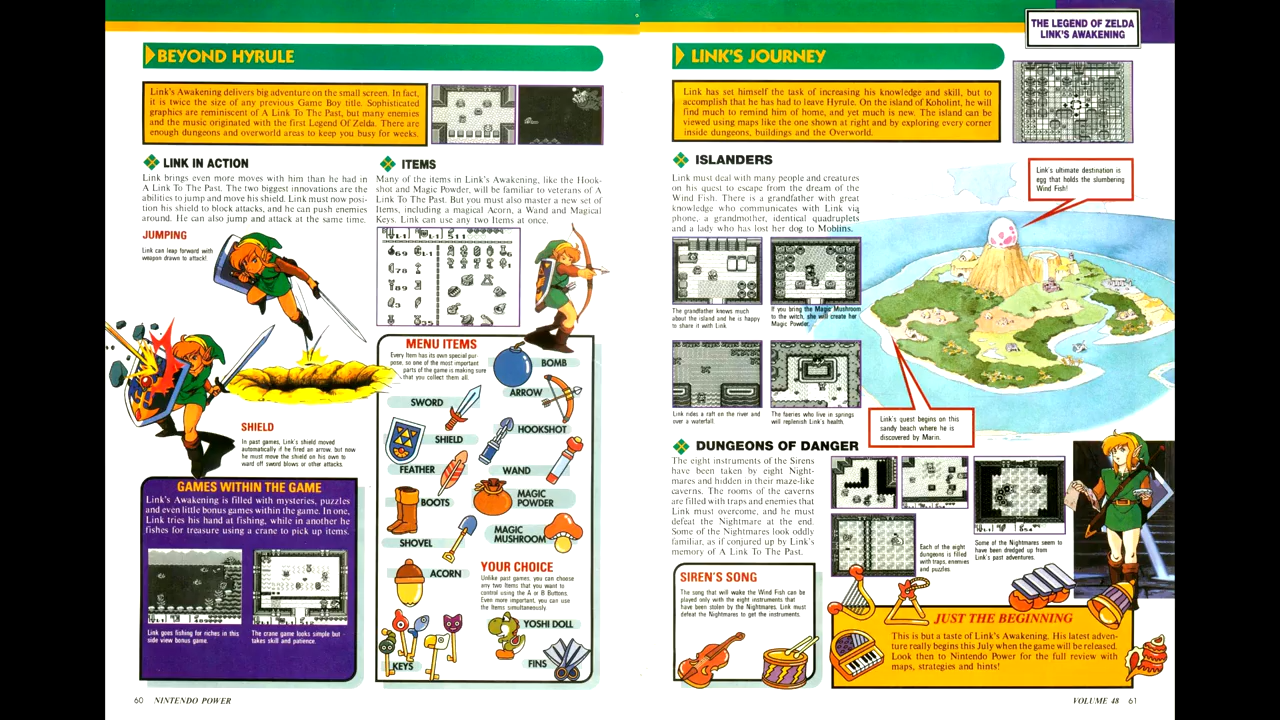 BEYOND HYRULE
Link's Awakening delivers big adventure on the small screen. In fact,
it is twice the size of any previous Game Boy title. Sophisticated
graphics are reminiscent of A Link To The Past, but many enemies
and the music originated with the first Legend Of Zelda. There are
enough dungeons and overworld areas to keep you busy for weeks.
LINK IN ACTION
Link brings even more moves with him than he had in
A Link To The Past. The two biggest innovations are the
abilities to jump and move his shield. Link must now posi-
tion his shield to block attacks, and he can push enemies
around. He can also jump and attack at the same time.
JUMPING
Link can leap forward with
weapon drawn to attack!
SHIELD
In past games, Link's shield moved
automatically if he fired an arrow, but now
he must move the shield on his own to
ward off sword blows or other attacks.
GAMES WITHIN THE GAME
Link's Awakening is filled with mysteries, puzzles
and even little bonus games within the game. In one,
Link tries his hand at fishing, while in another he
fishes for treasure using a crane to pick up items.
Link goes fishing for riches in this
side view bonus game.
The crane game looks simple but
takes skill and patience.
ITEMS
Many of the items in Link's Awakening, like the Hook-
shot and Magic Powder, will be familiar to veterans of A
Link To The Past. But you must also master a new set of
Items, including a magical Acorn, a Wand and Magical
Keys. Link can use any two Items at once.
MENU ITEMS
Every Item has its own special pur-
pose, so one of the most important
parts of the game is making sure
that you collect them all.
BOMB
ARROW
SWORD
HOOKSHOT
SHIELD
FEATHER
WAND
BOOTS
MAGIC
POWDER
SHOVEL
MAGIC
MUSHROOM
ACORN
YOUR CHOICE
Unlike past games, you can choose
any two Items that you want to
control using the A or B Buttons.
Even more important, you can use
the Items simultaneously.
YOSHI DOLL
KEYS
FINS
60 NINTENDO POWER
THE LEGEND OF ZELDA
LINK'S AWAKENING
LINK'S JOURNEY
Link has set himself the task of increasing his knowledge and skill, but to
accomplish that he has had to leave Hyrule. On the island of Koholint, he will
find much to remind him of home, and yet much is new. The island can be
viewed using maps like the one shown at right and by exploring every corner
inside dungeons, buildings and the Overworld.
ISLANDERS
Link must deal with many people and creatures
on his quest to escape from the dream of the
Wind Fish. There is a grandfather with great
knowledge who communicates with Link via
phone, a grandmother, identical quadruplets
and a lady who has lost her dog to Moblins.
The grandfather knows much
about the island and he is happy
to share it with Link.
If you bring the Magic Mushroom
to the witch, she will create her
Magic Powder.
Link rides a raft on the river and
over a waterfall.
The faeries who live in springs
will replenish Link's health.
Link's ultimate destination is
egg that holds the slumbering
Wind Fish!
Link's quest begins on this
sandy beach where he is
discovered by Marin.
DUNGEONS OF DANGER
The eight instruments of the Sirens
have been taken by eight Night-
mares and hidden in their maze-like
caverns. The rooms of the caverns
are filled with traps and enemies that
Link must overcome, and he must
defeat the Nightmare at the end.
Some of the Nightmares look oddly
familiar, as if conjured up by Link's
memory of A Link To The Past.
Each of the eight
dungeons is filled
with traps, enemies
and puzzles.
Some of the Nightmares seem to
have been dredged up from
Link's past adventures.
SIREN'S SONG
The song that will wake the Wind Fish can be
played only with the eight instruments that
have been stolen by the Nightmares. Link must
defeat the Nightmares to get the instruments.
JUST THE BEGINNING
This is but a taste of Link's Awakening. His latest adven-
ture really begins this July when the game will be released.
Look then to Nintendo Power for the full review with
maps, strategies and hints!
VOLUME 48 61